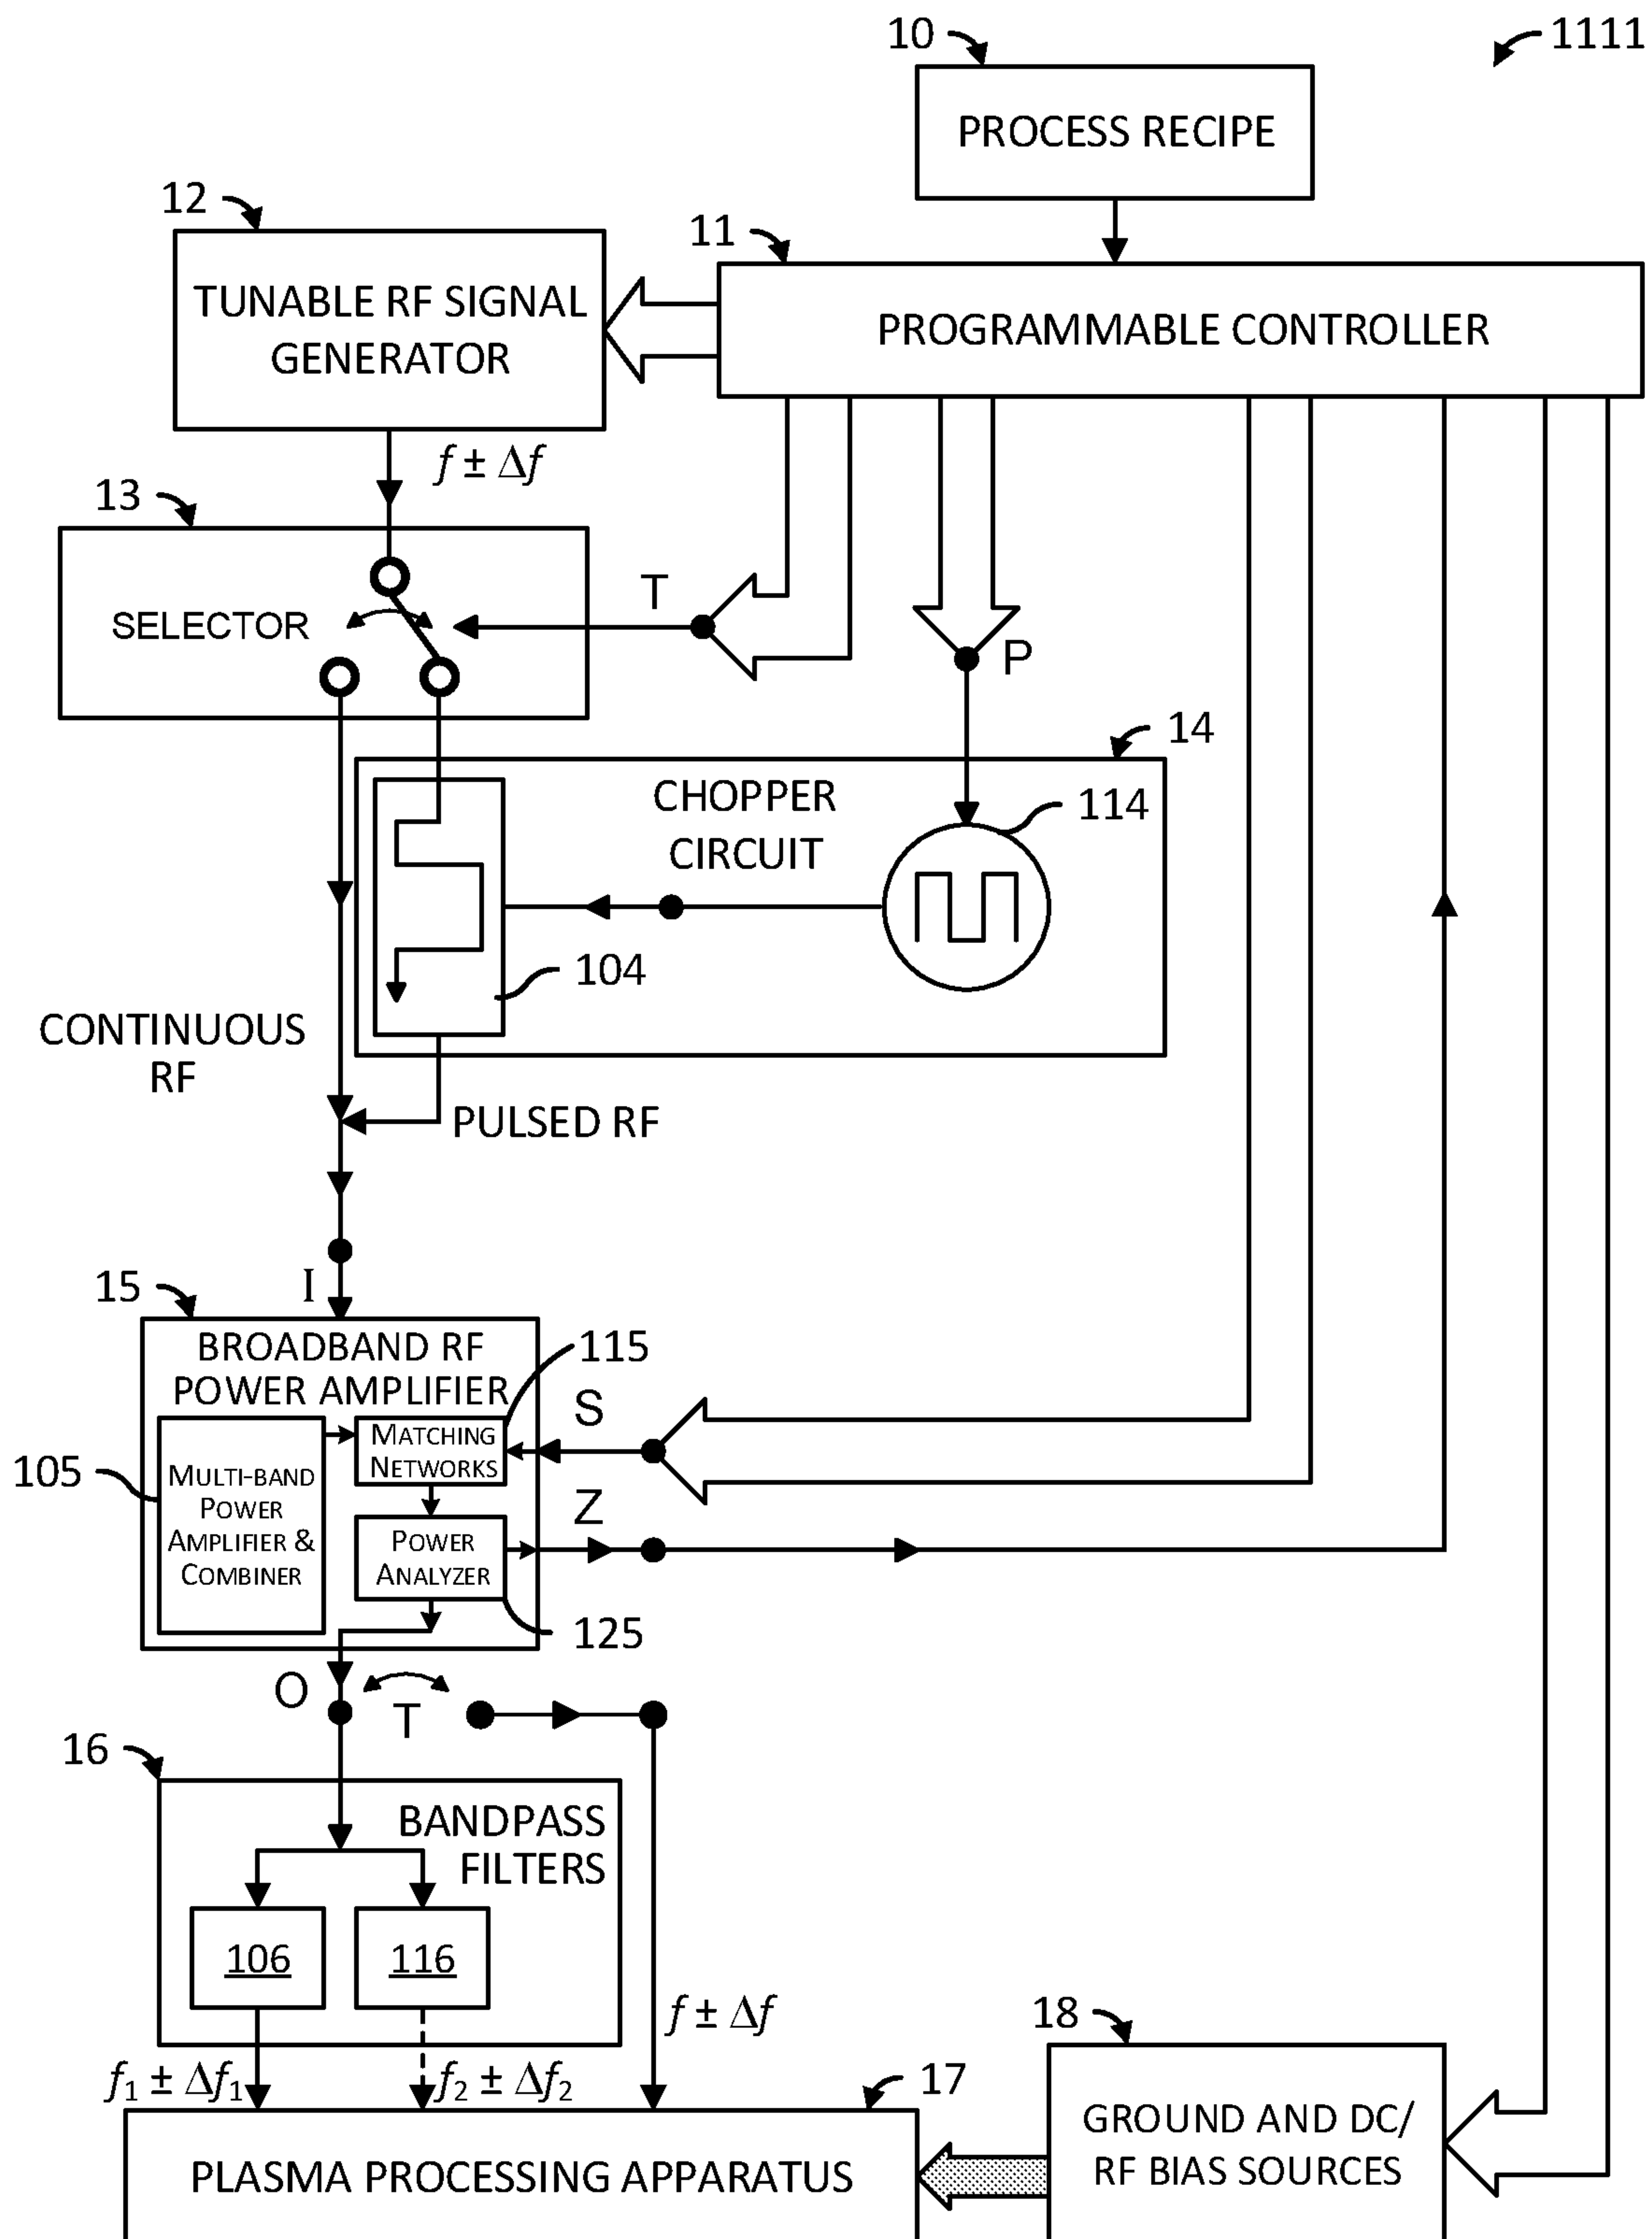 10
1111
PROCESS RECIPE
12
11
TUNABLE RF SIGNAL
GENERATOR
PROGRAMMABLE CONTROLLER
f ± Δf
13
SELECTOR
T
P
14
CHOPPER
CIRCUIT
114
104
CONTINUOUS
RF
PULSED RF
I
15
BROADBAND RF
POWER AMPLIFIER
115
S
MATCHING
NETWORKS
105
MULTI-BAND
POWER
AMPLIFIER &
COMBINER
Z
POWER
ANALYZER
125
O
T
16
BANDPASS
FILTERS
106
116
f ± Δf
18
f₁ ± Δf₁
f₂ ± Δf₂
17
GROUND AND DC/
RF BIAS SOURCES
PLASMA PROCESSING APPARATUS